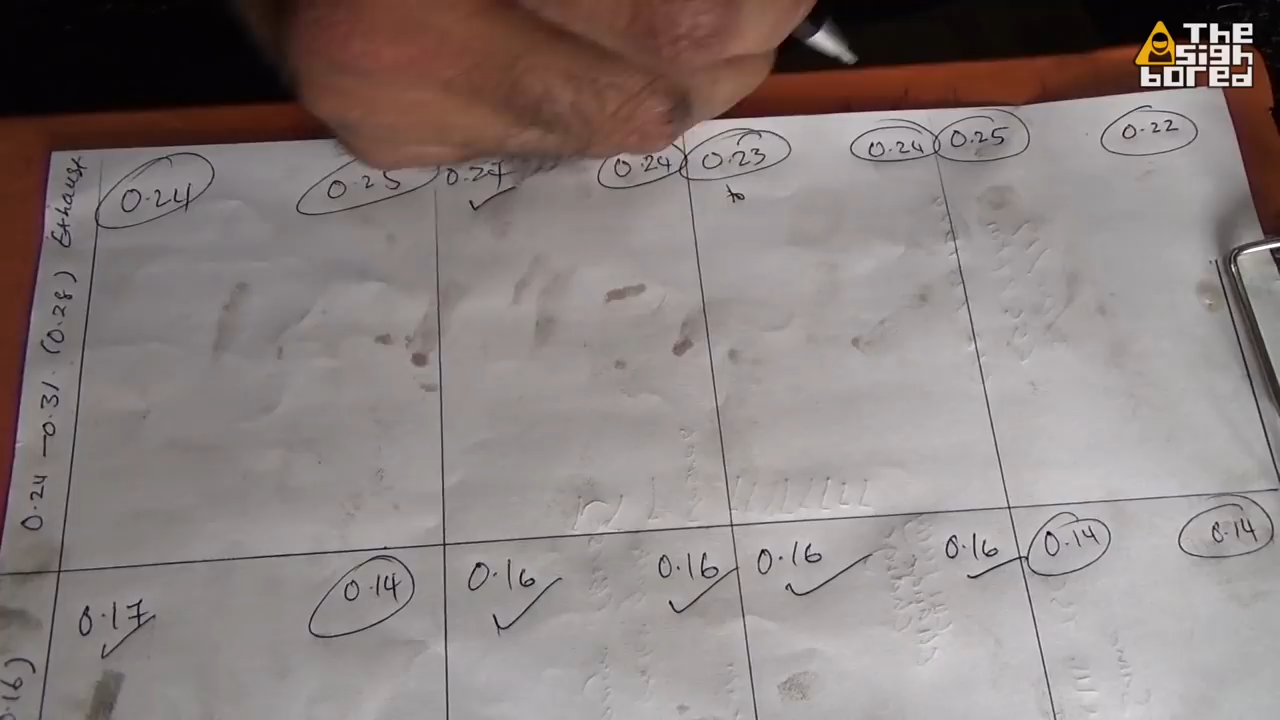 The
sigh
bored
0.24 0.25 0.27 0.24 0.23 0.24 0.25 0.22
to
0.24 - 0.31. (0.28) Exhaust
0.17 0.14 0.16 0.16 0.16 0.16 0.14 0.14